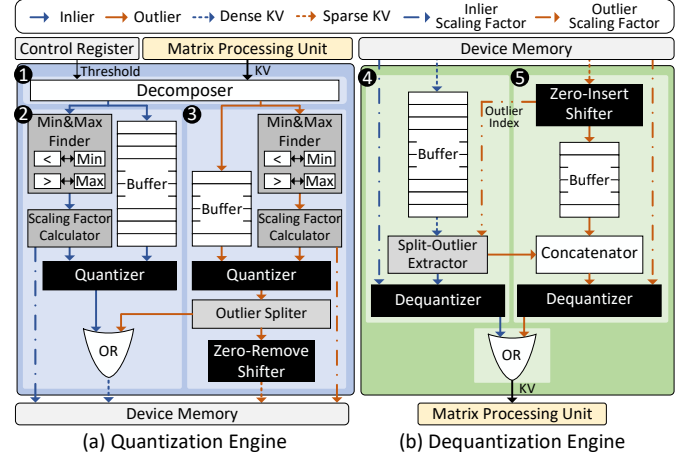 Inlier Outlier Dense KV Sparse KV Inlier Scaling Factor Outlier Scaling Factor
Control Register
Matrix Processing Unit
Threshold
KV
1
Decomposer
2
Min&Max
Finder
< Min
> Max
Buffer
Scaling Factor
Calculator
Quantizer
3
Min&Max
Finder
< Min
> Max
Buffer
Scaling Factor
Calculator
Quantizer
Outlier Spliter
OR
Zero-Remove
Shifter
Device Memory
(a) Quantization Engine
Device Memory
4
Buffer
Outlier
Index
5
Zero-Insert
Shifter
Buffer
Split-Outlier
Extractor
Concatenator
Dequantizer
Dequantizer
OR
KV
Matrix Processing Unit
(b) Dequantization Engine